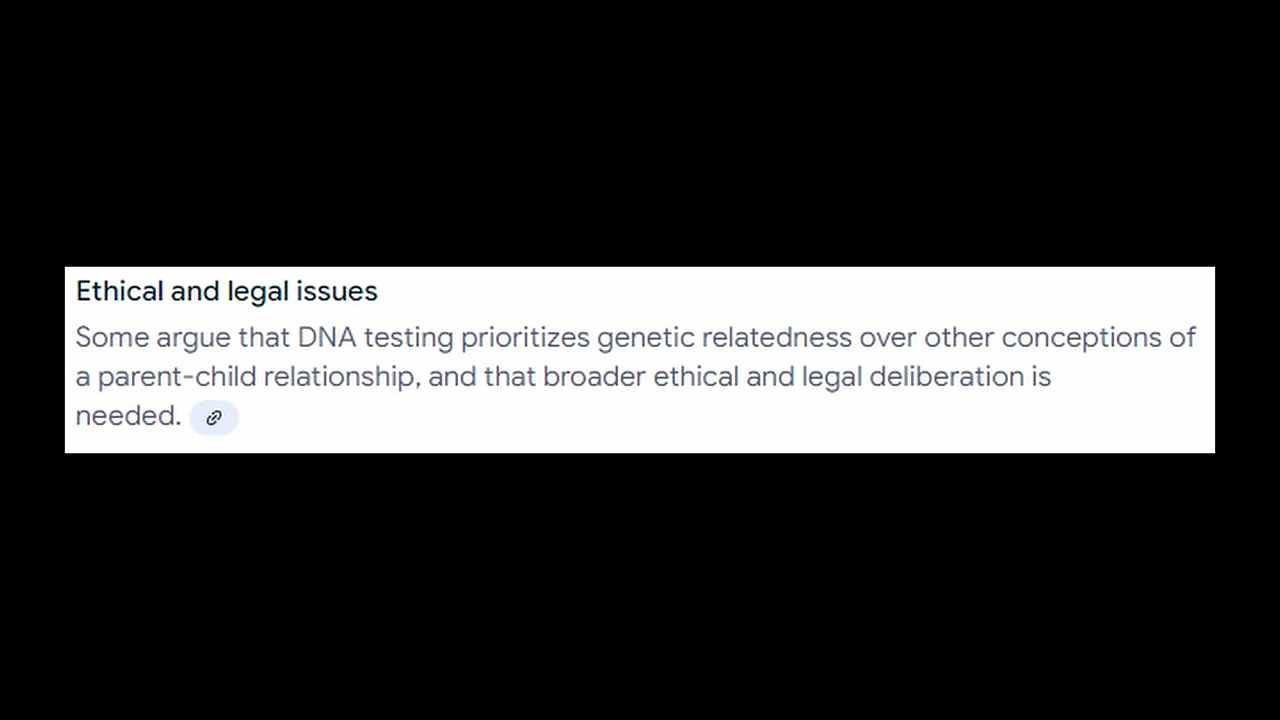 Ethical and legal issues
Some argue that DNA testing prioritizes genetic relatedness over other conceptions of
a parent-child relationship, and that broader ethical and legal deliberation is
needed.